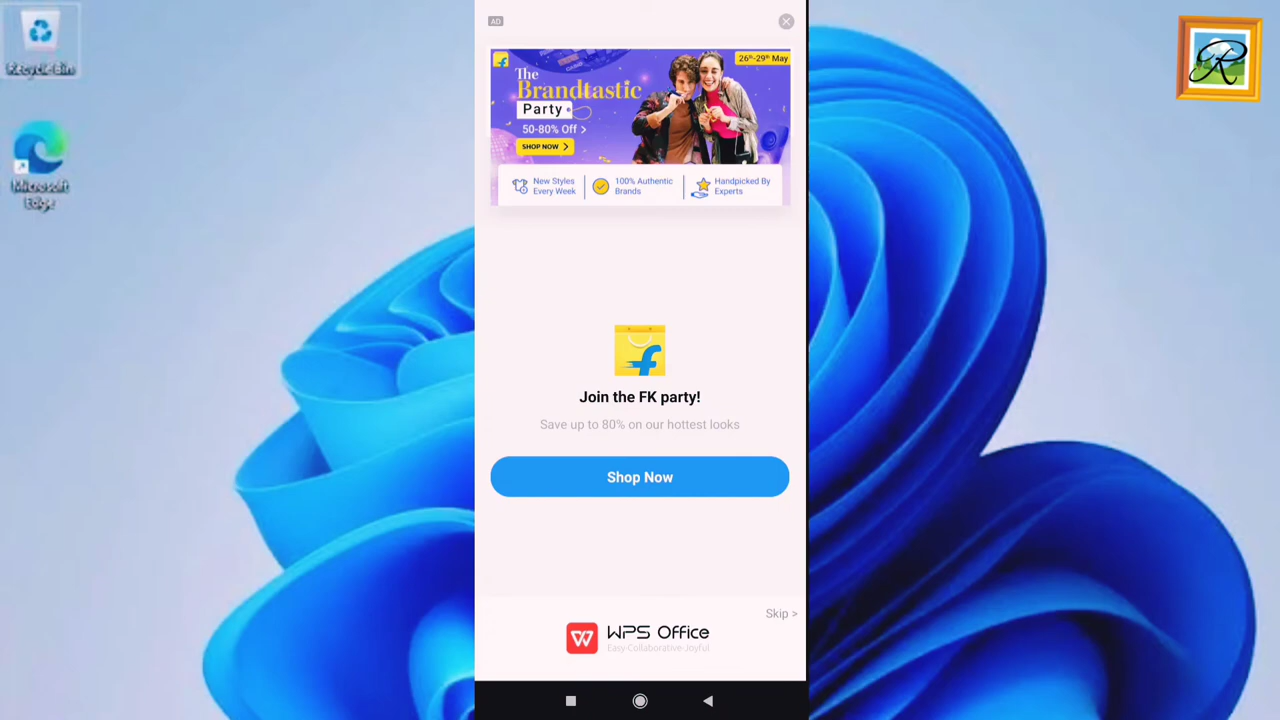 Recycle Bin
Microsoft
Edge
AD
26th-29th May
The
Brandtastic
Party
50-80% Off >
SHOP NOW >
New Styles
Every Week
100% Authentic
Brands
Handpicked By
Experts
Join the FK party!
Save up to 80% on our hottest looks
Shop Now
Skip >
WPS Office
Easy·Collaborative·Joyful
R